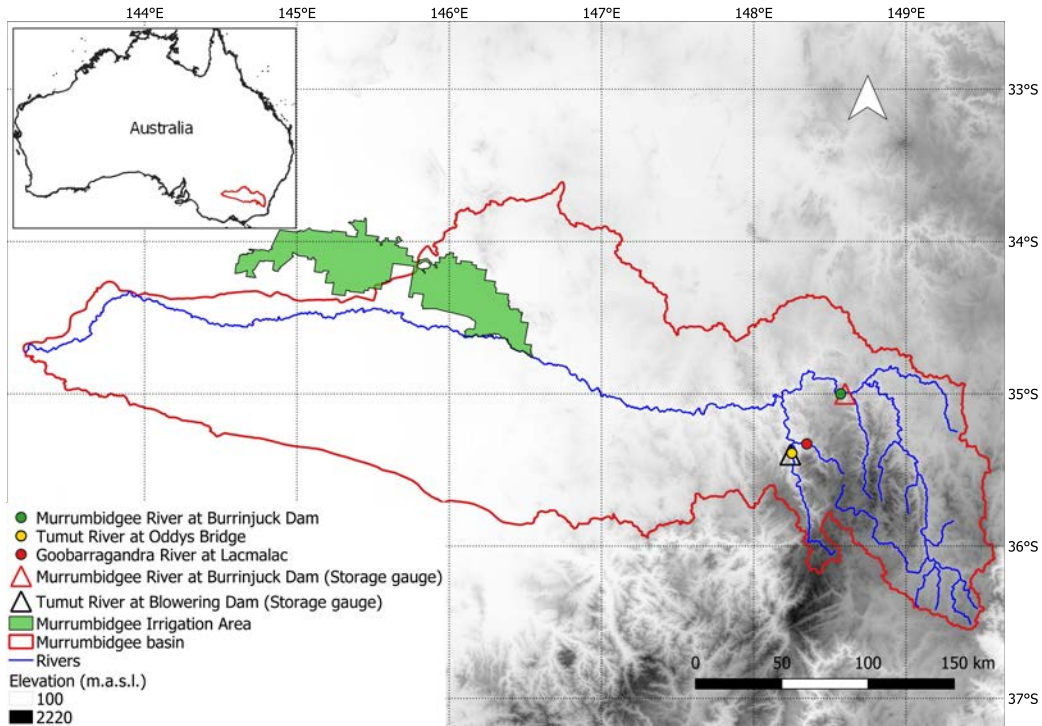 144°E 145°E 146°E 147°E 148°E 149°E
Australia
33°S
34°S
35°S
36°S
37°S
Murrumbidgee River at Burrinjuck Dam
Tumut River at Oddys Bridge
Goobarragandra River at Lacmalac
Murrumbidgee River at Burrinjuck Dam (Storage gauge)
Tumut River at Blowering Dam (Storage gauge)
Murrumbidgee Irrigation Area
Murrumbidgee basin
Rivers
Elevation (m.a.s.l.)
100
2220
0 50 100 150 km